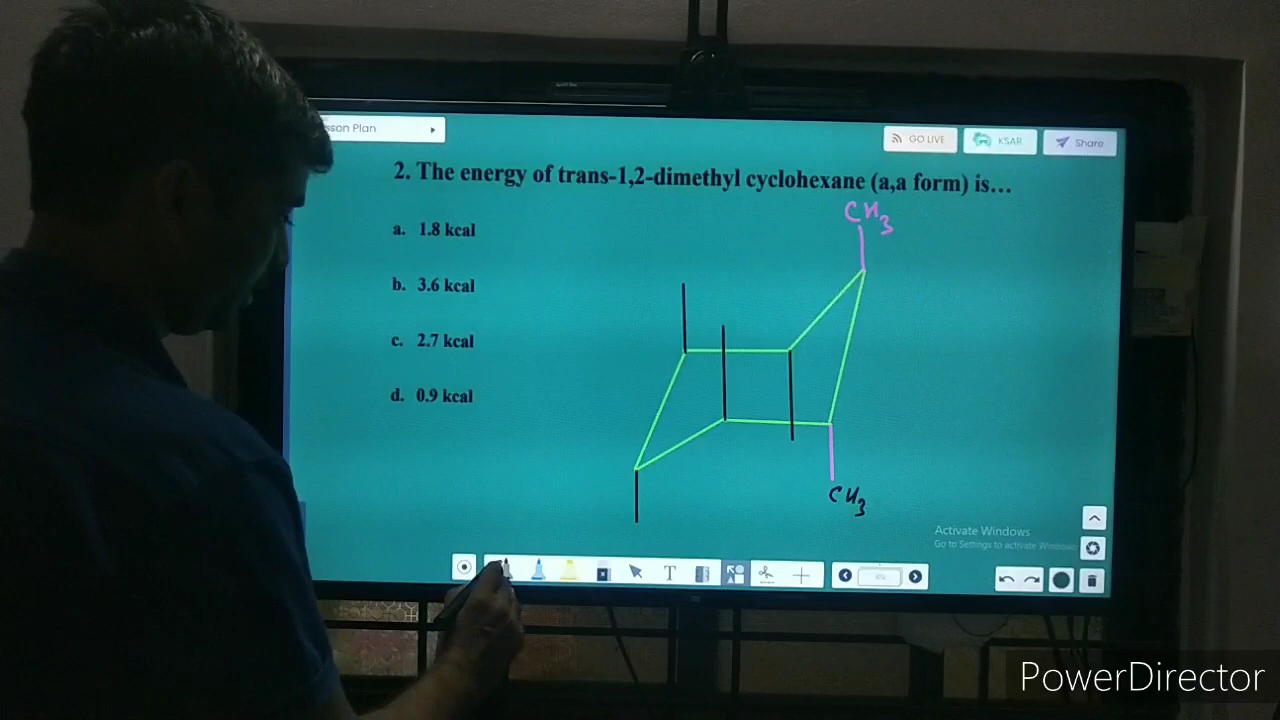 sson Plan
GO LIVE
KSAR
Share
2. The energy of trans-1,2-dimethyl cyclohexane (a,a form) is...
CH3
a. 1.8 kcal
b. 3.6 kcal
c. 2.7 kcal
d. 0.9 kcal
CH3
Activate Windows
Go to Settings to activate Windows
T
PowerDirector